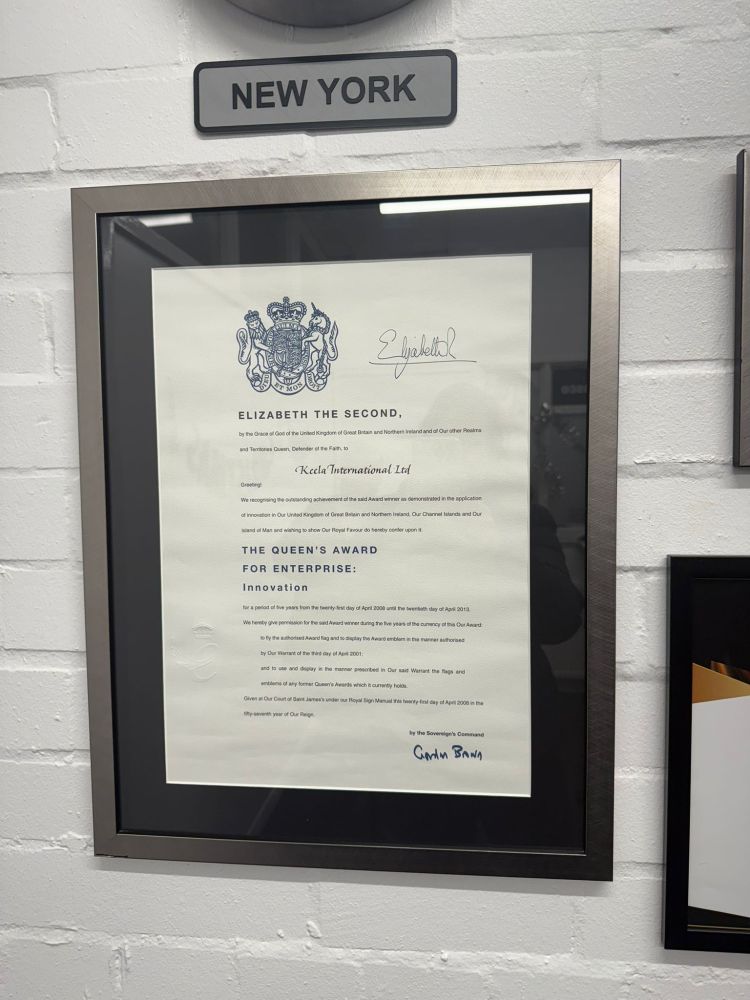 NEW YORK
ET MON
Elizabeth R
ELIZABETH THE SECOND,
by the Grace of God of the United Kingdom of Great Britain and Northern Ireland and of Our other Realms
and Territories Queen, Defender of the Faith, to
Keela International Ltd
Greeting!
We recognising the outstanding achievement of the said Award winner as demonstrated in the application
of innovation in Our United Kingdom of Great Britain and Northern Ireland, Our Channel Islands and Our
Island of Man and wishing to show Our Royal Favour do hereby confer upon it
THE QUEEN'S AWARD
FOR ENTERPRISE:
Innovation
for a period of five years from the twenty-first day of April 2008 until the twentieth day of April 2013.
We hereby give permission for the said Award winner during the five years of the currency of this Our Award:
to fly the authorised Award flag and to display the Award emblem in the manner authorised
by Our Warrant of the third day of April 2001;
and to use and display in the manner prescribed in Our said Warrant the flags and
emblems of any former Queen's Awards which it currently holds.
Given at Our Court of Saint James's under our Royal Sign Manual this twenty-first day of April 2008 in the
fifty-seventh year of Our Reign.
by the Sovereign's Command
Gordon Brown